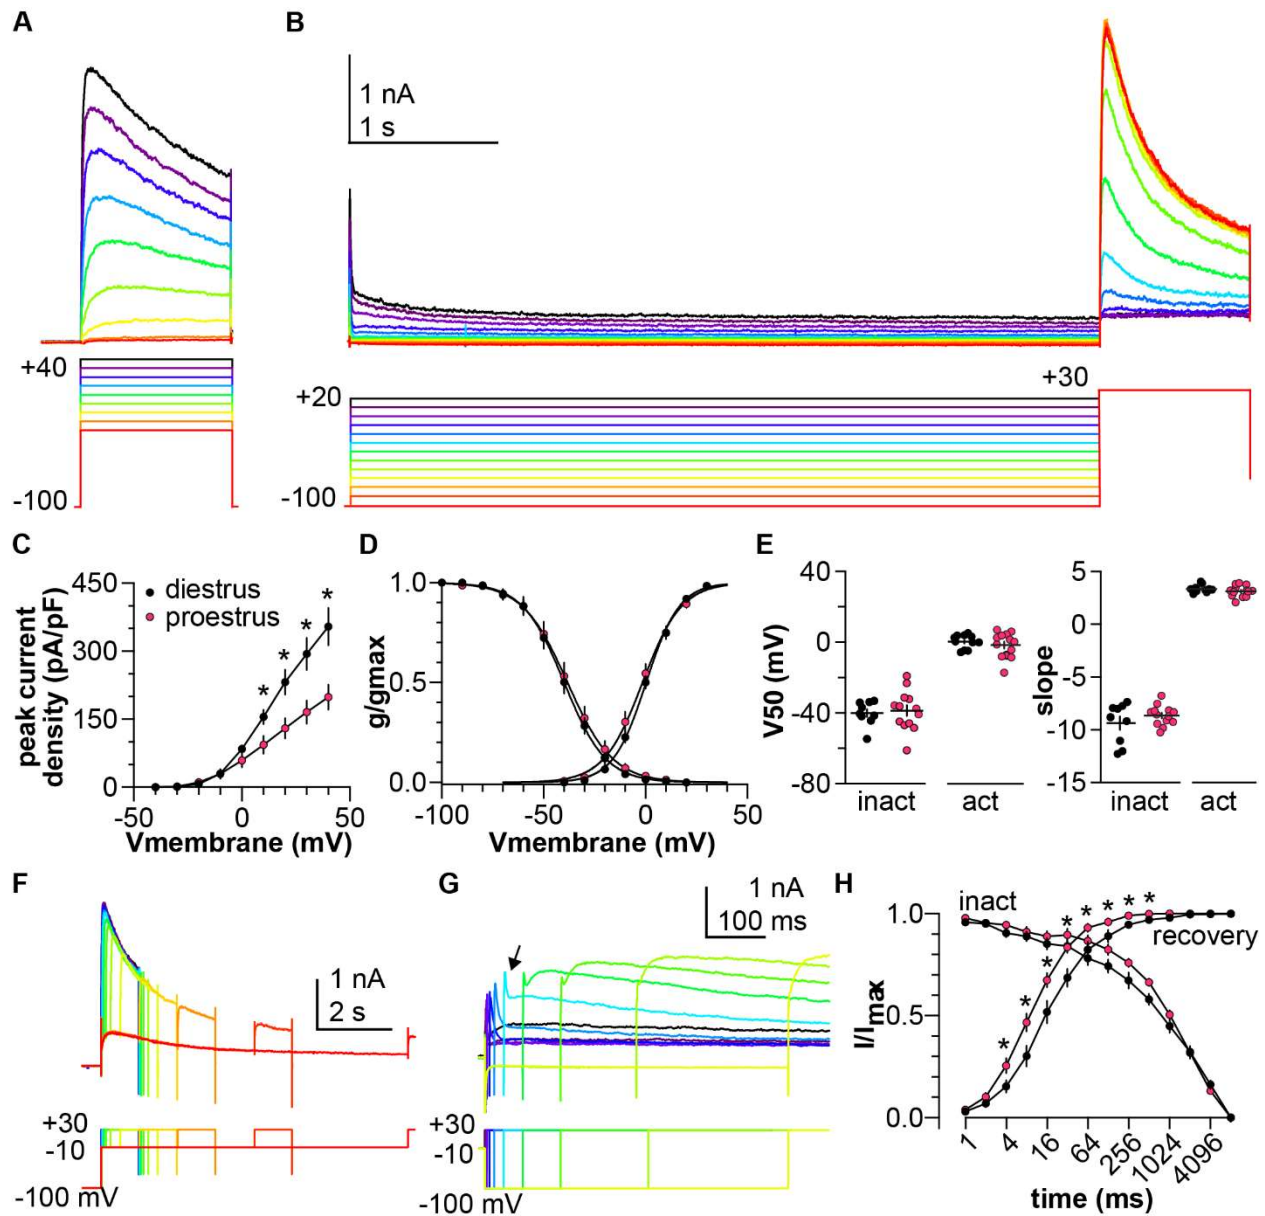 A
B
1 nA
1 s
+40
-100
+20
-100
+30
C
D
E
450
300
150
0
peak current
density (pA/pF)
diestrus
proestrus
*
*
*
*
-50
0
50
Vmembrane (mV)
g/gmax
1.0
0.5
0.0
-100
-50
0
50
Vmembrane (mV)
V50 (mV)
40
0
-40
-80
inact
act
slope
5
0
-5
-10
-15
inact
act
F
G
H
1 nA
2 s
+30
-10
-100 mV
1 nA
100 ms
+30
-10
-100 mV
I/Imax
1.0
0.5
0.0
inact
recovery
*
*
*
*
*
*
*
*
1
4
16
64
256
1024
4096
time (ms)